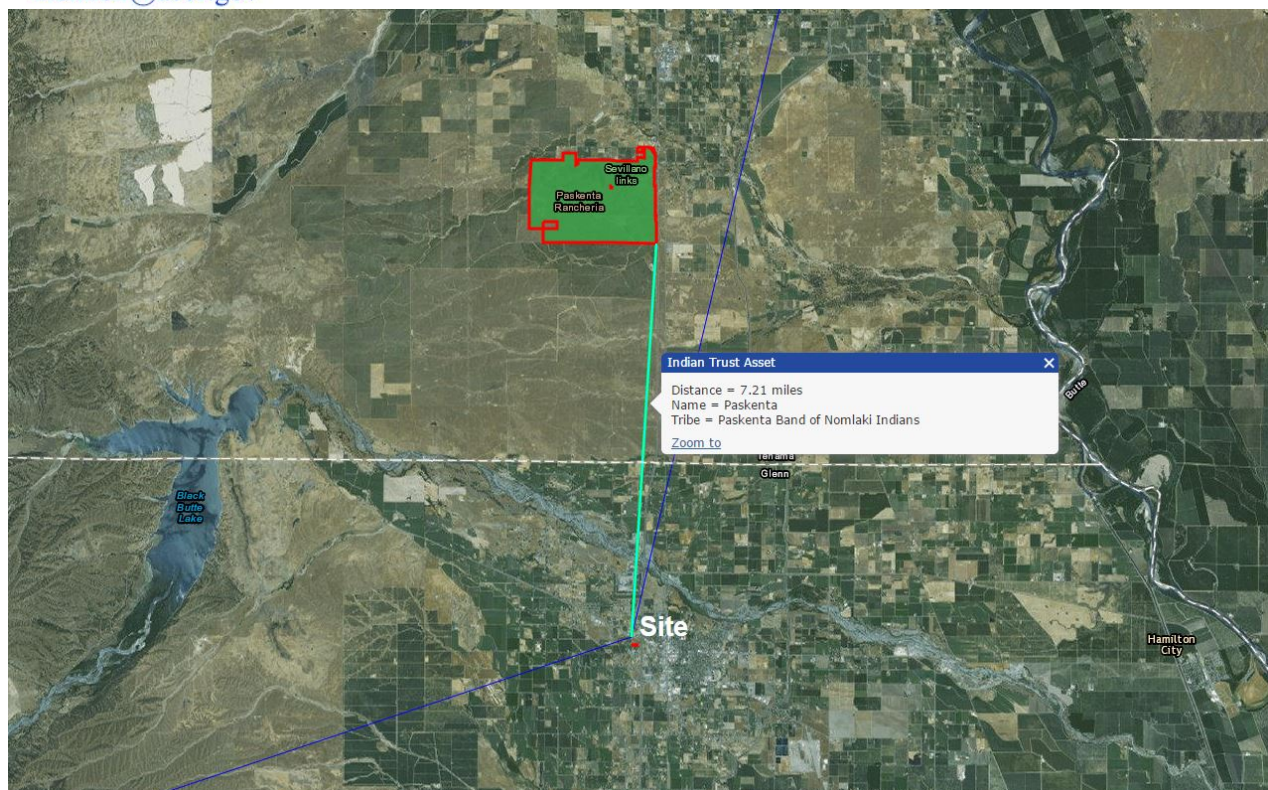 Sevillano
links
Paskenta
Rancheria
Indian Trust Asset
Distance = 7.21 miles
Name = Paskenta
Tribe = Paskenta Band of Nomlaki Indians
Zoom to
Butte
Tehama
Glenn
Black
Butte
Lake
Site
Hamilton
City